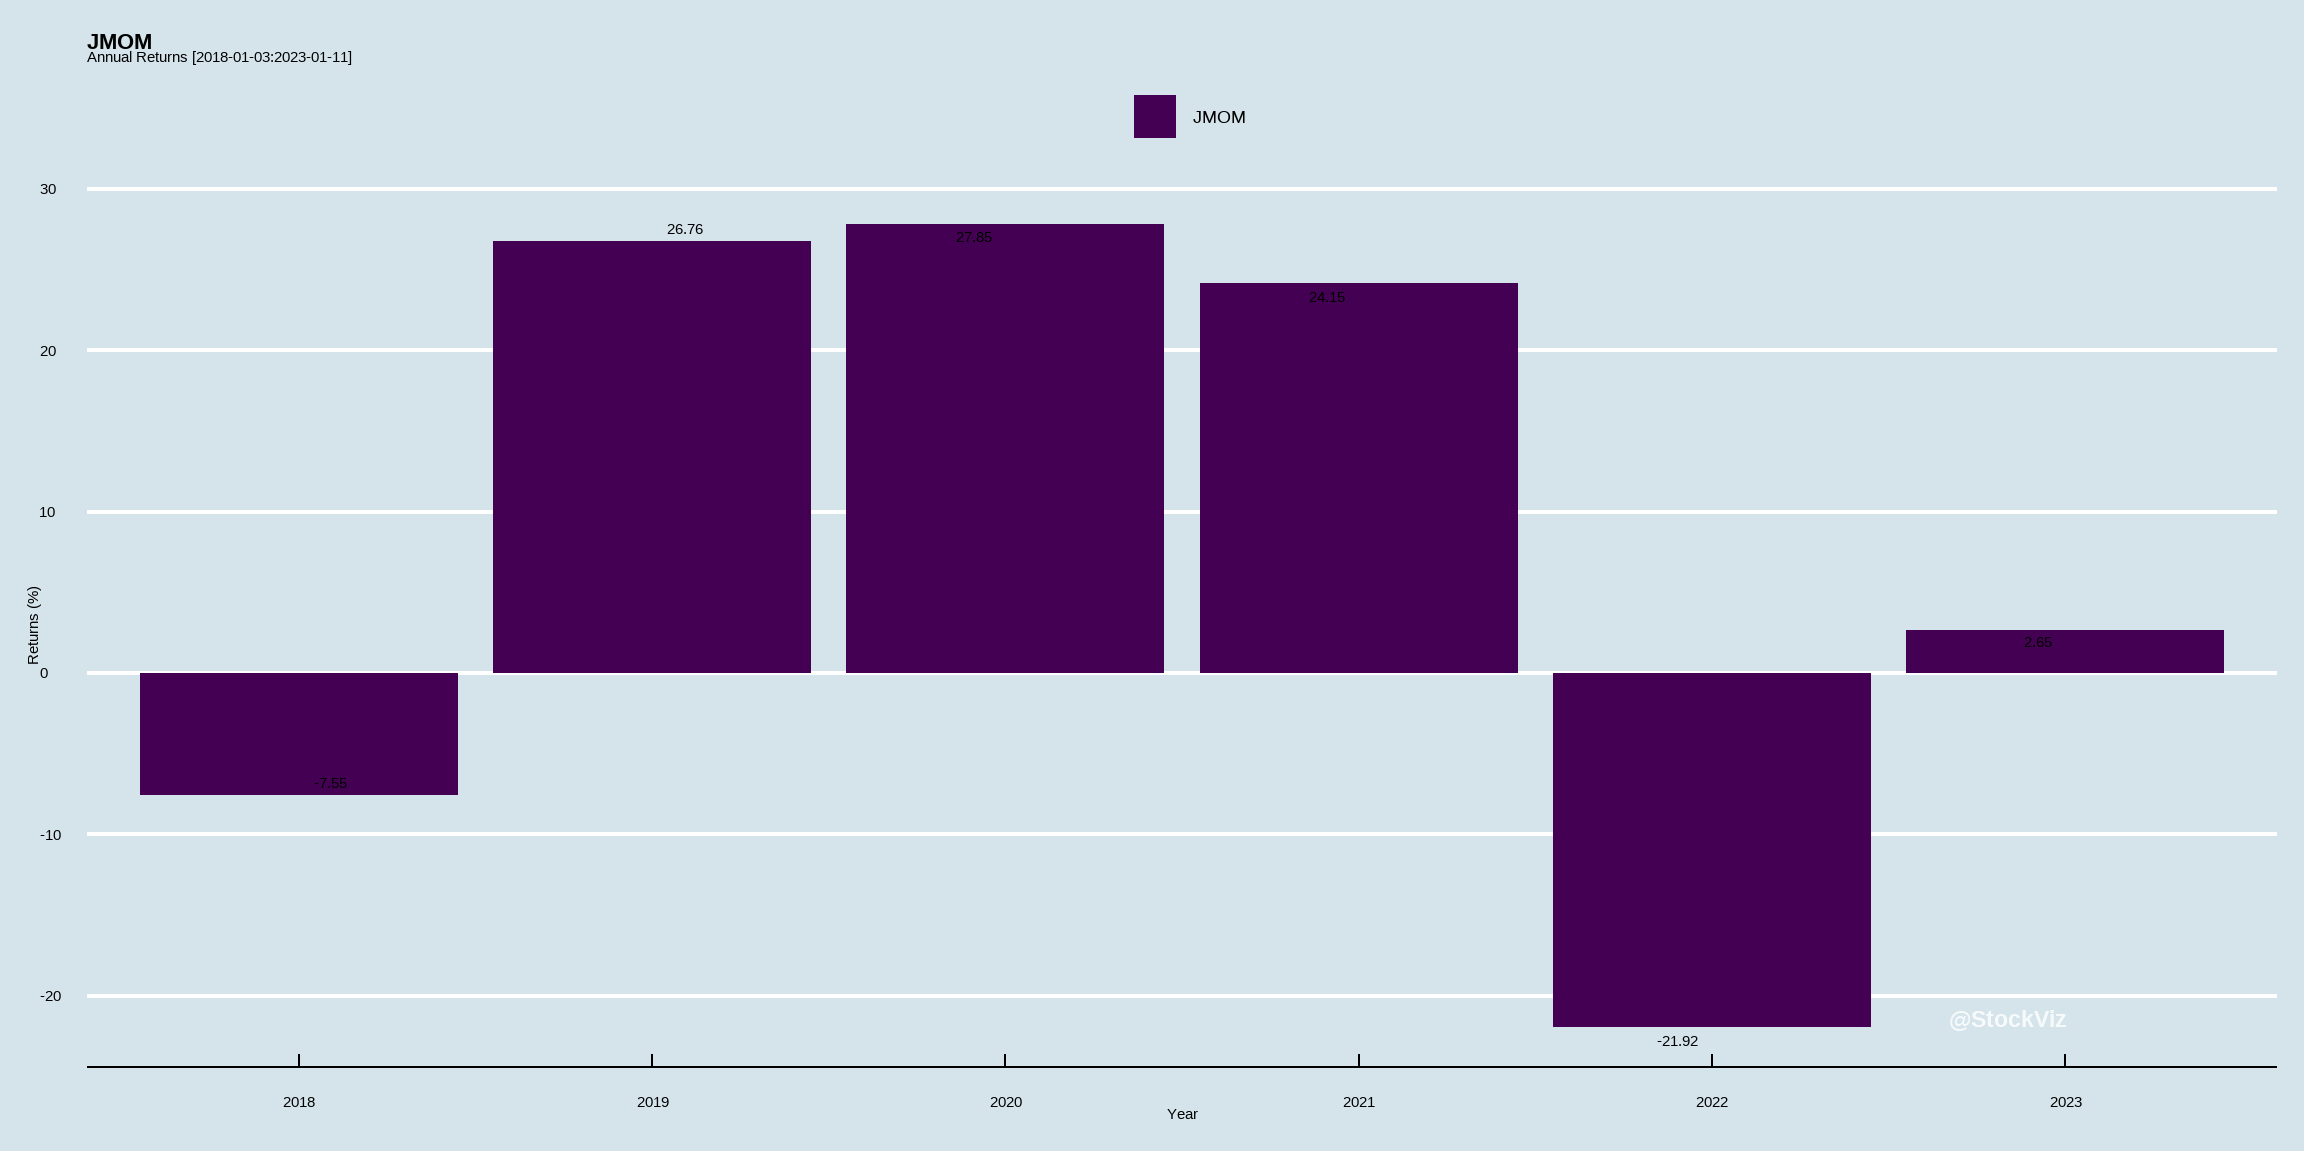 JMOM
Annual Returns [2018-01-03:2023-01-11]
JMOM
30
20
10
0
-10
-20
Returns (%)
26.76
27.85
24.15
2.65
-7.55
-21.92
@StockViz
2018 2019 2020 2021 2022 2023
Year